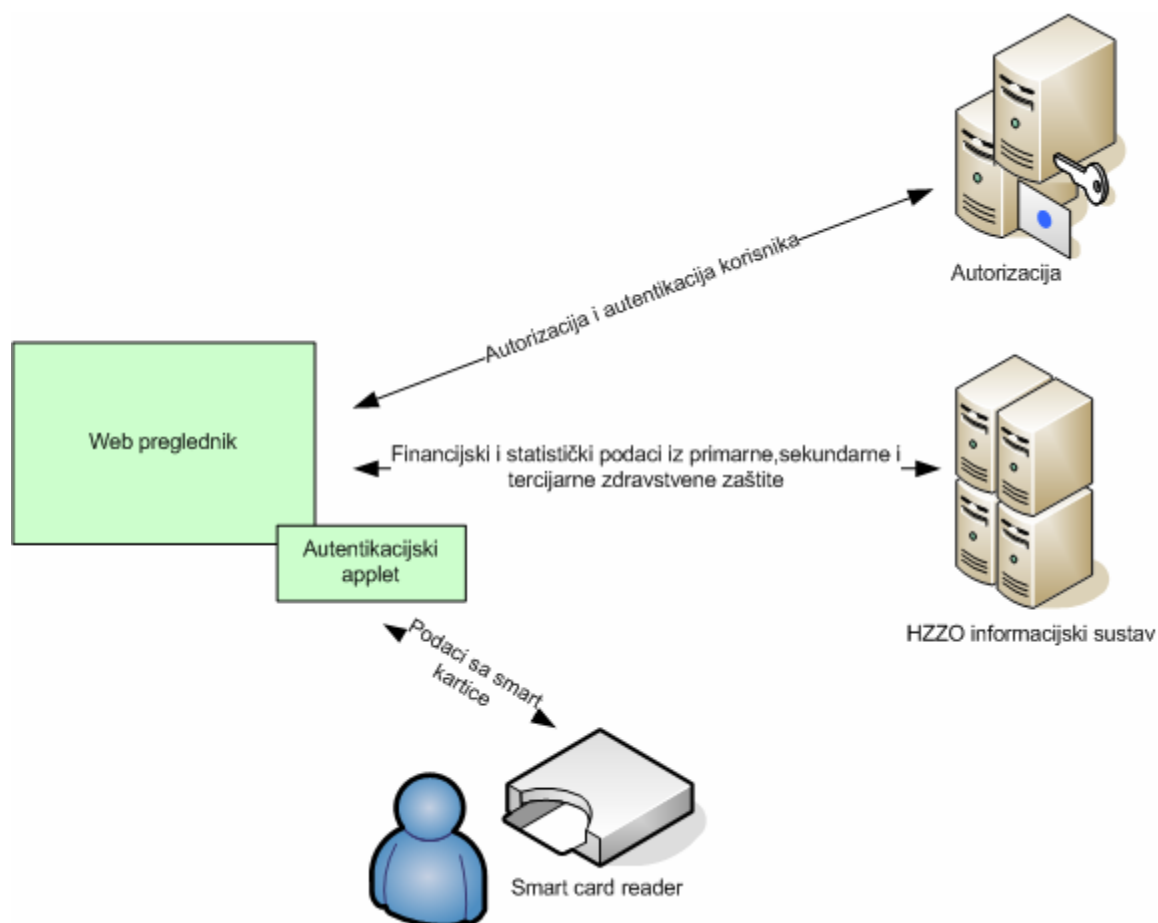 Autorizacija
Autorizacija i autentikacija korisnika
Web preglednik
Financijski i statistički podaci iz primarne,sekundarne i
tercijarne zdravstvene zaštite
Autentikacijski
applet
HZZO informacijski sustav
Podaci sa smart
kartice
Smart card reader